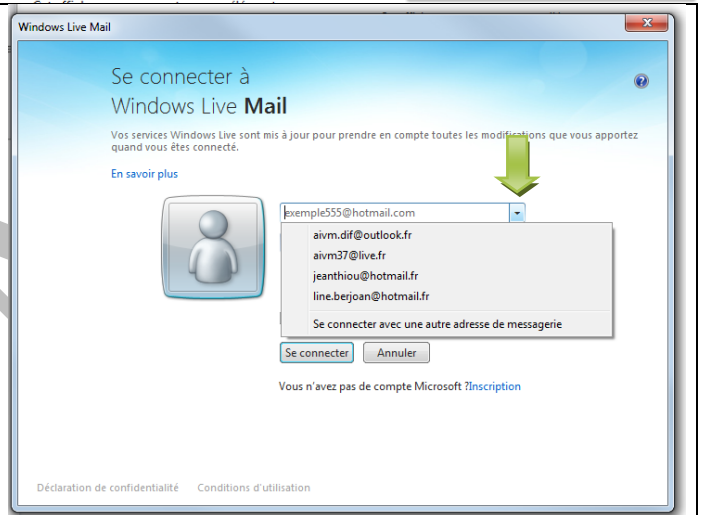 Windows Live Mail
Se connecter à
Windows Live Mail
Vos services Windows Live sont mis à jour pour prendre en compte toutes les modifications que vous apportez
quand vous êtes connecté.
En savoir plus
exemple555@hotmail.com
aivm.dif@outlook.fr
aivm37@live.fr
jeanthiou@hotmail.fr
line.berjoan@hotmail.fr
Se connecter avec une autre adresse de messagerie
Se connecter Annuler
Vous n'avez pas de compte Microsoft ?Inscription
Déclaration de confidentialité Conditions d'utilisation